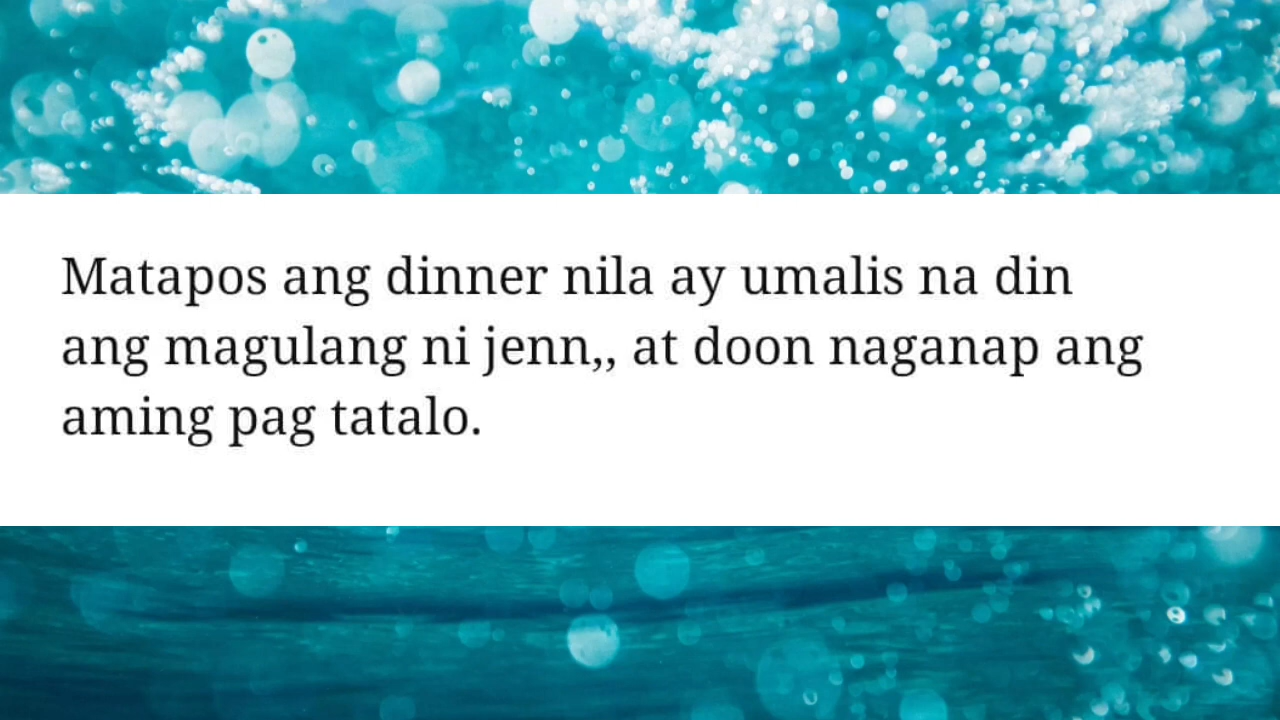 Matapos ang dinner nila ay umalis na din
ang magulang ni jenn,, at doon naganap ang
aming pag tatalo.